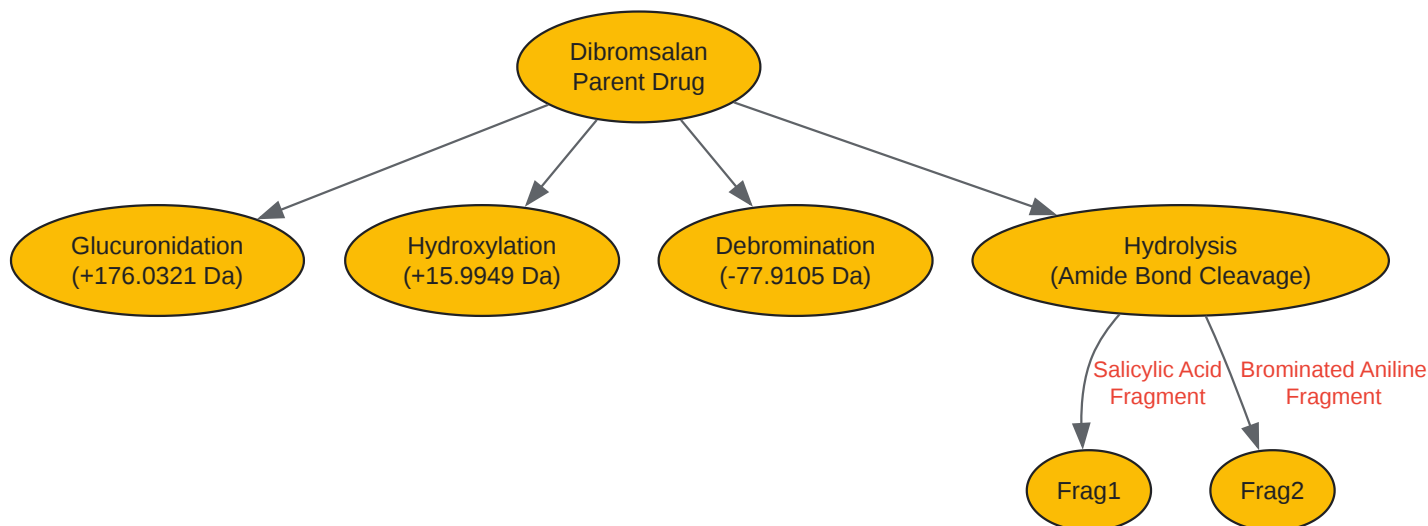 Dibromsalan
Parent Drug
Glucuronidation
(+176.0321 Da)
Hydroxylation
(+15.9949 Da)
Debromination
(-77.9105 Da)
Hydrolysis
(Amide Bond Cleavage)
Salicylic Acid
Fragment
Brominated Aniline
Fragment
Frag1
Frag2